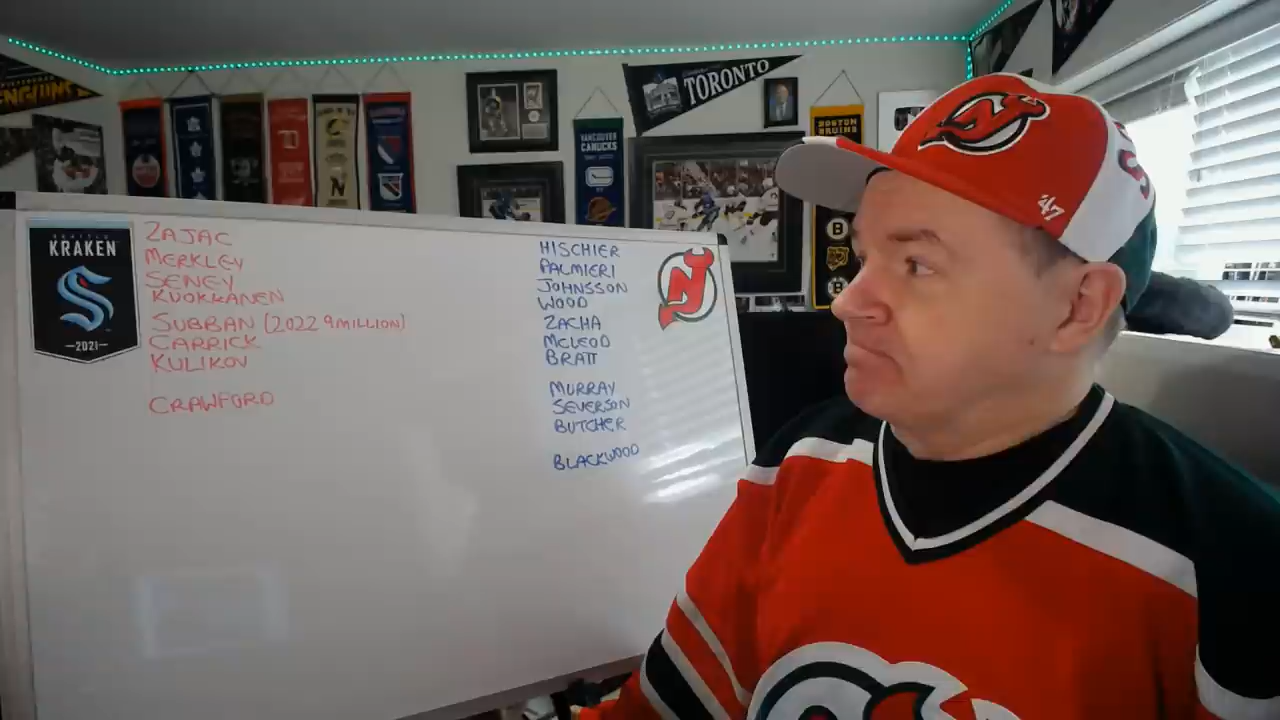 ENGUINS
TORONTO
VANCOUVER
CANUCKS
BOSTON
BRUINS
SEATTLE
KRAKEN
2021
ZAJAC
MERKLEY
SENEY
KUOKKANEN
SUBBAN (2022 9MILLION)
CARRICK
KULIKOV
CRAWFORD
HISCHIER
PALMIERI
JOHNSSON
WOOD
ZACHA
MCLEOD
BRATT
MURRAY
SEVERSON
BUTCHER
BLACKWOOD
47